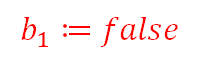 b₁ ≔ false